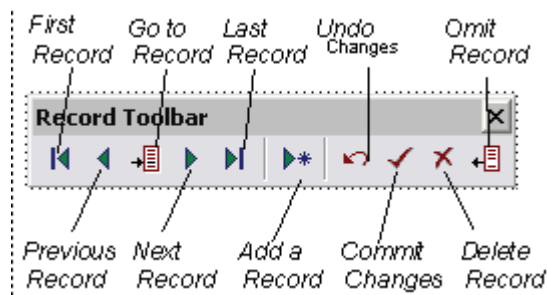 First Go to Last Undo Omit
Record Record Record Changes Record
Record Toolbar
Previous Next Add a Commit Delete
Record Record Record Changes Record